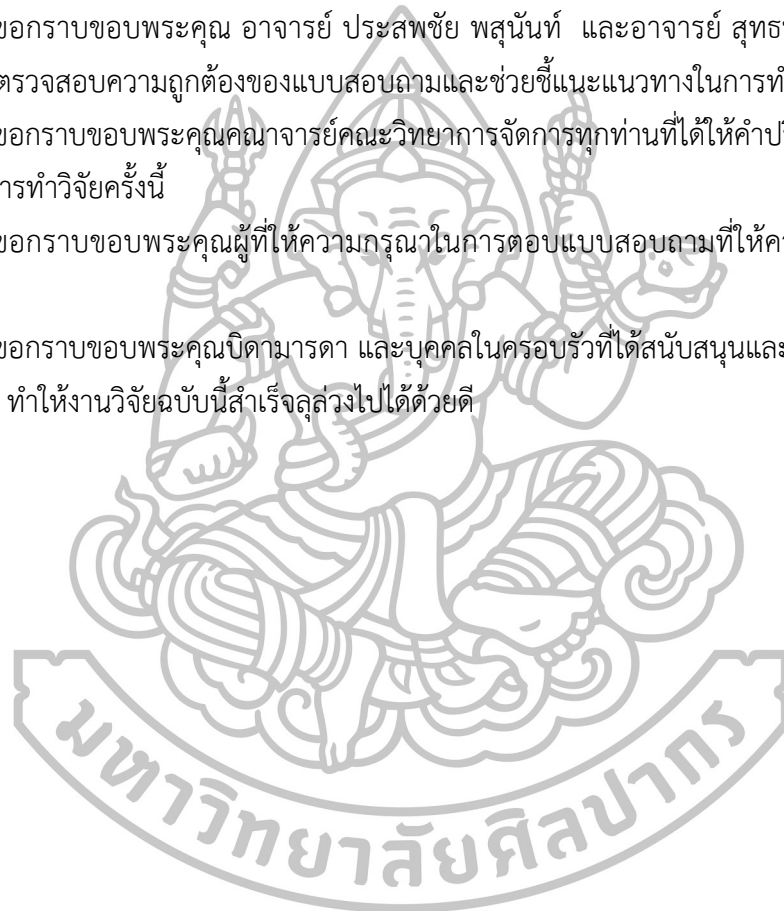 ขอกราบขอบพระคุณ อาจารย์ ประสพชัย พสุนันท์ และอาจารย์
ตรวจสอบความถูกต้องของแบบสอบถามและช่วยชี้แนะแนวทางในการ
ขอกราบขอบพระคุณคณาจารย์คณะวิทยาการจัดการทุกท่านที่ได้ให้
การทำวิจัยครั้งนี้
ขอกราบขอบพระคุณผู้ที่ให้ความกรุณาในการตอบแบบสอบถามที่ให้
ขอกราบขอบพระคุณบิดามารดา และบุคคลในครอบรัวที่ได้สนับสนุนและ
ทำให้งานวิจัยฉบับนี้สำเร็จลุล่วงไปได้ด้วยดี
มหาวิทยาลัยศิลปากร